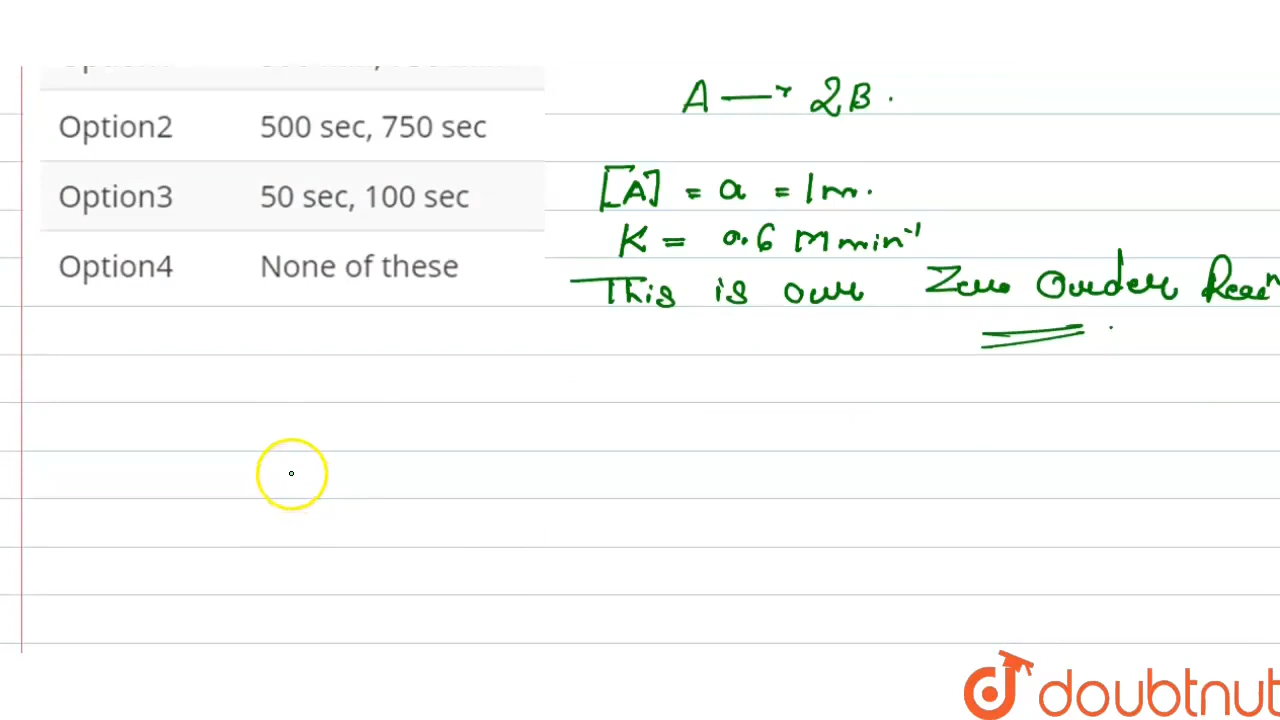 A → 2B.
Option2 500 sec, 750 sec
[A] = a = 1m.
Option3 50 sec, 100 sec
K = 0.6 M min⁻¹
Option4 None of these
This is our Zero Order Reacⁿ
doubtnut